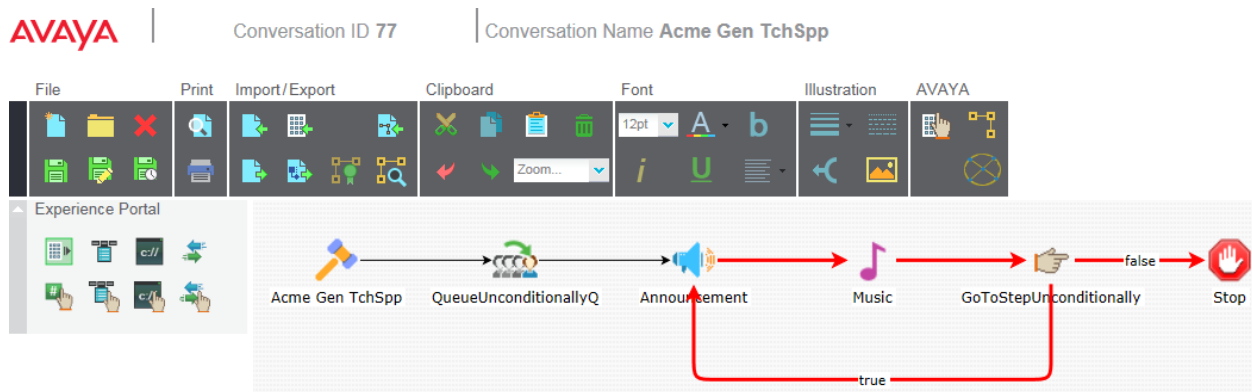 AVAYA
Conversation ID 77
Conversation Name Acme Gen TchSpp
File
Print
Import/Export
Clipboard
Font
Illustration
AVAYA
12pt
A
b
Zoom...
i
U
Experience Portal
c://
#
c://
Acme Gen TchSpp
QueueUnconditionallyQ
Announcement
Music
GoToStepUnconditionally
false
Stop
true